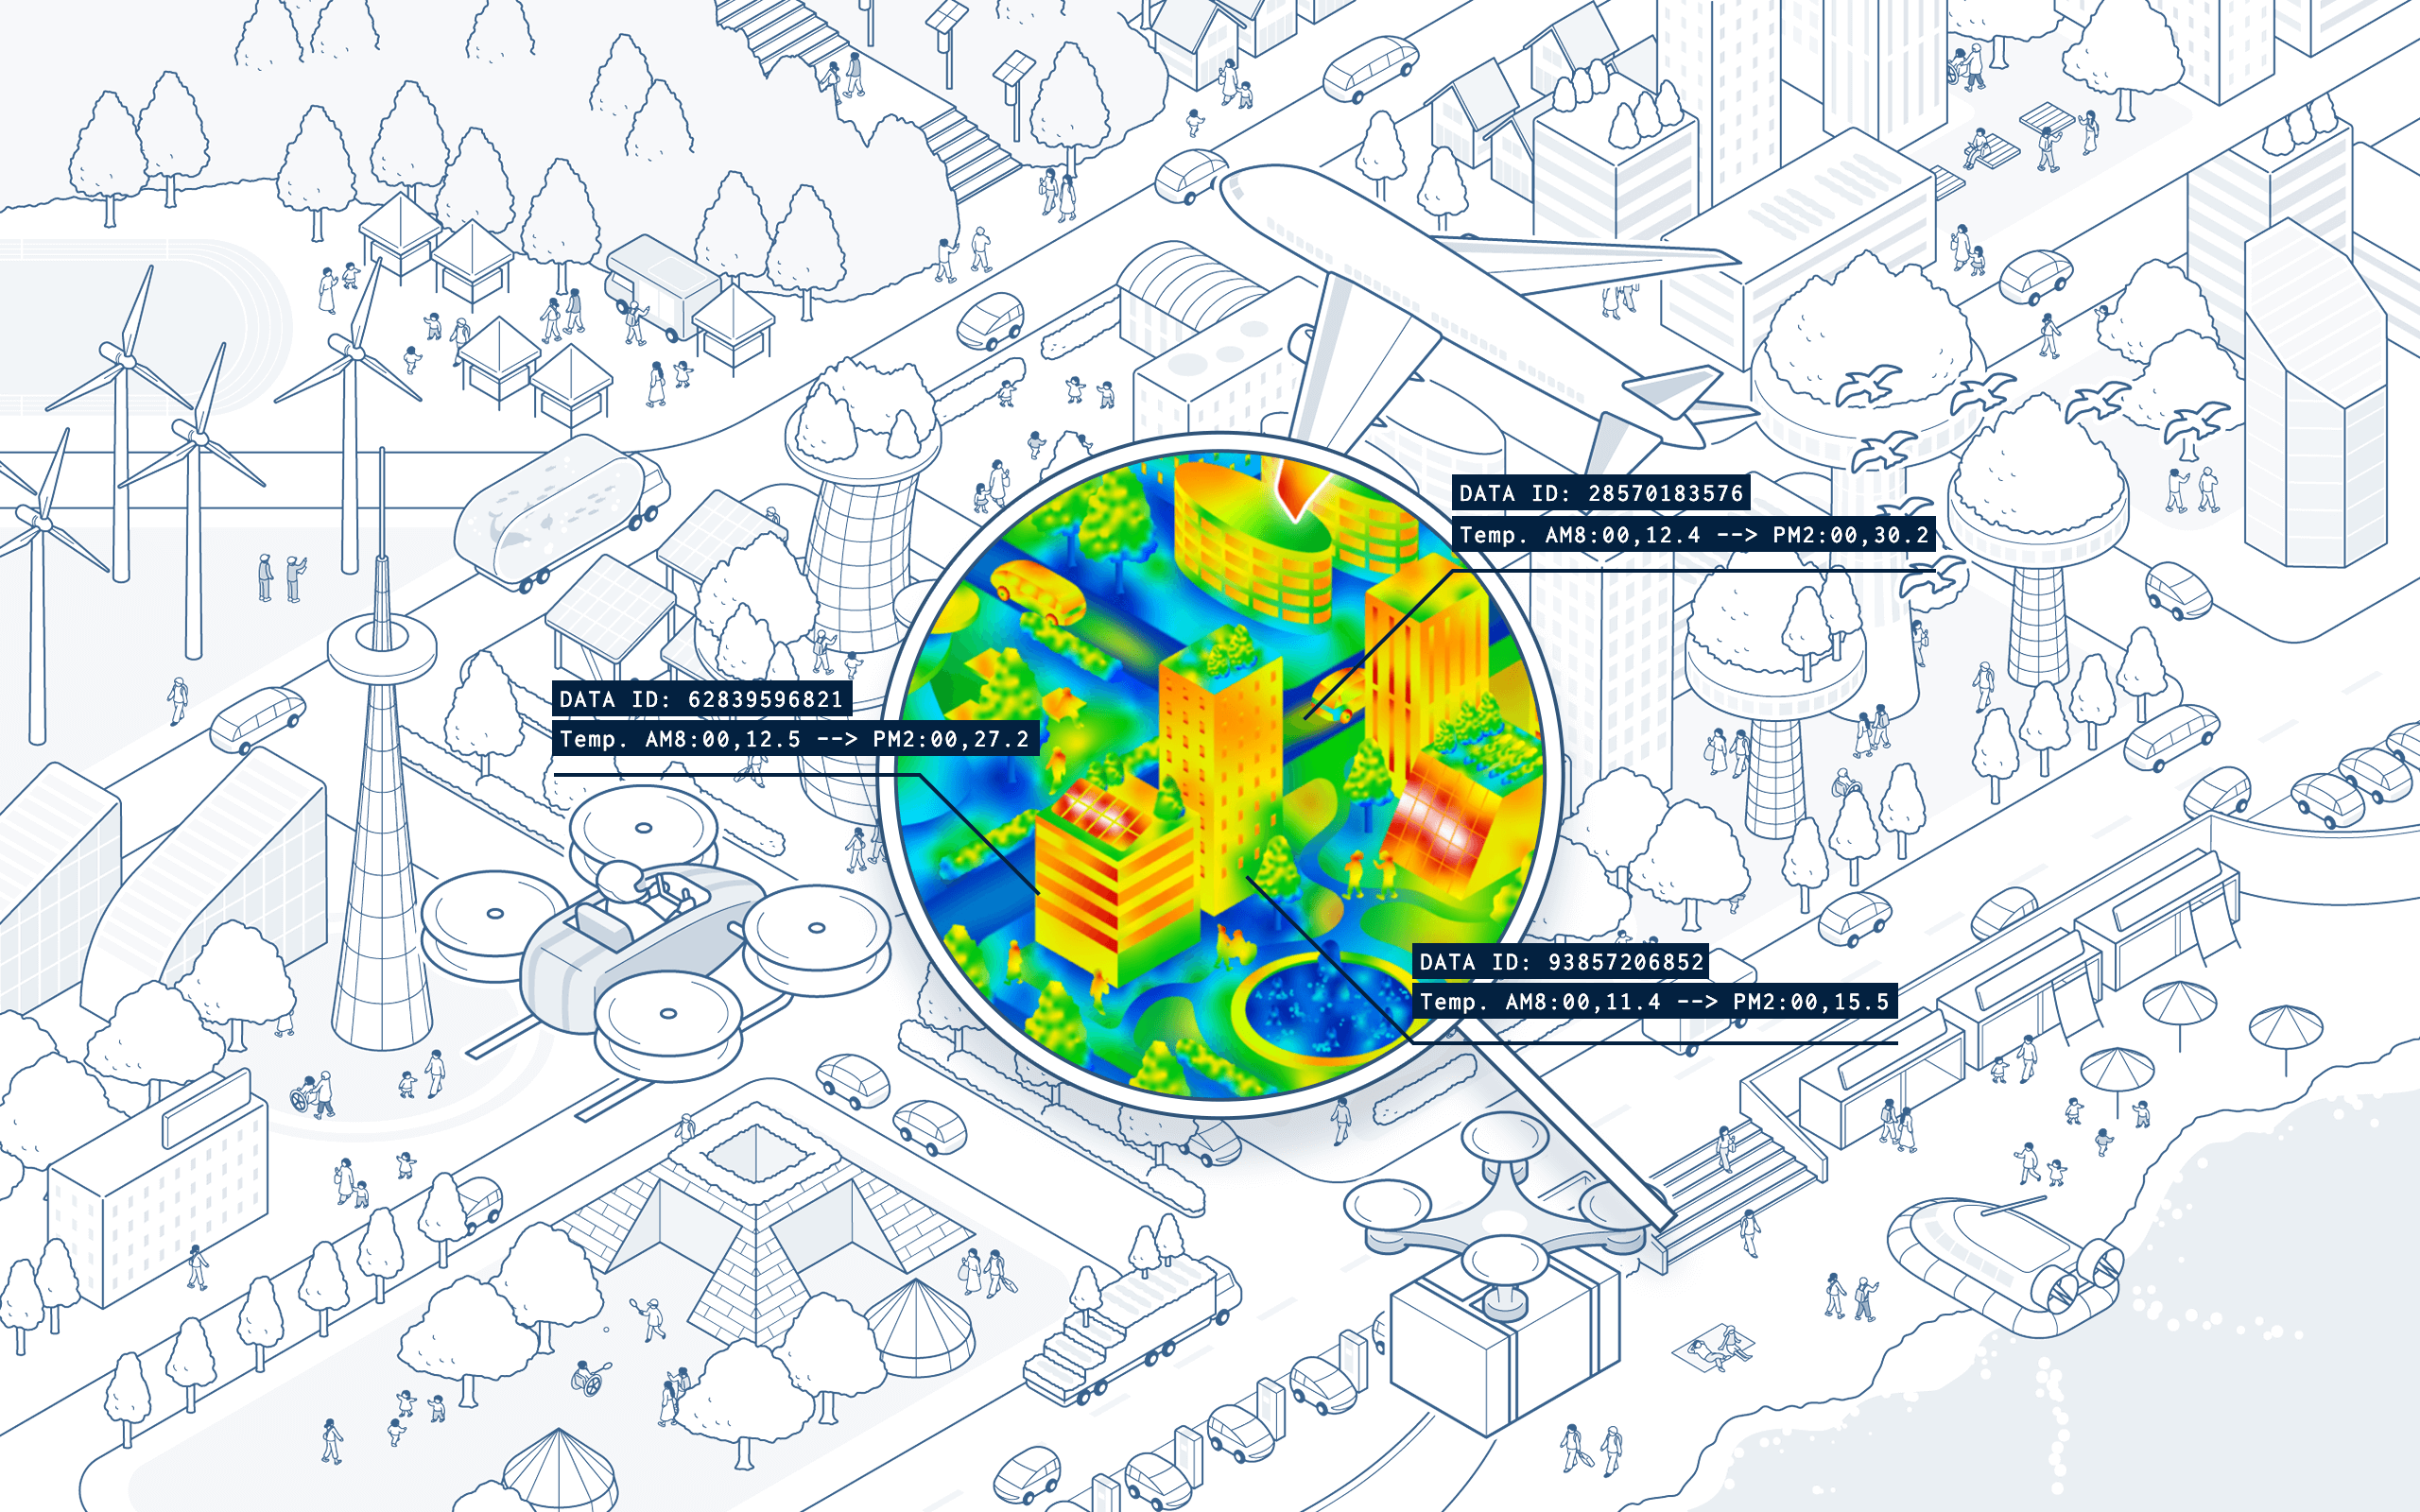 DATA ID: 28570183576
Temp. AM8:00,12.4 --> PM2:00,30.2
DATA ID: 62839596821
Temp. AM8:00,12.5 --> PM2:00,27.2
DATA ID: 93857206852
Temp. AM8:00,11.4 --> PM2:00,15.5